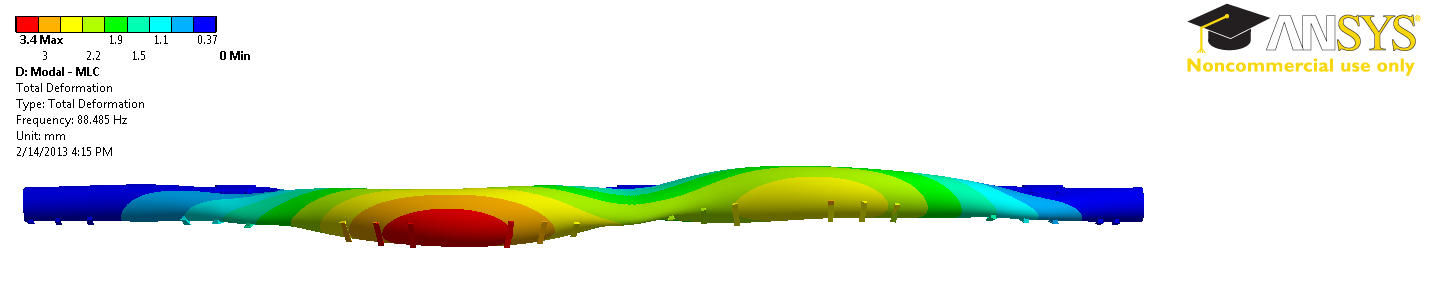 3.4 Max 1.9 1.1 0.37
3 2.2 1.5 0 Min
D: Modal - MLC
Total Deformation
Type: Total Deformation
Frequency: 88.485 Hz
Unit: mm
2/14/2013 4:15 PM
ANSYS®
Noncommercial use only